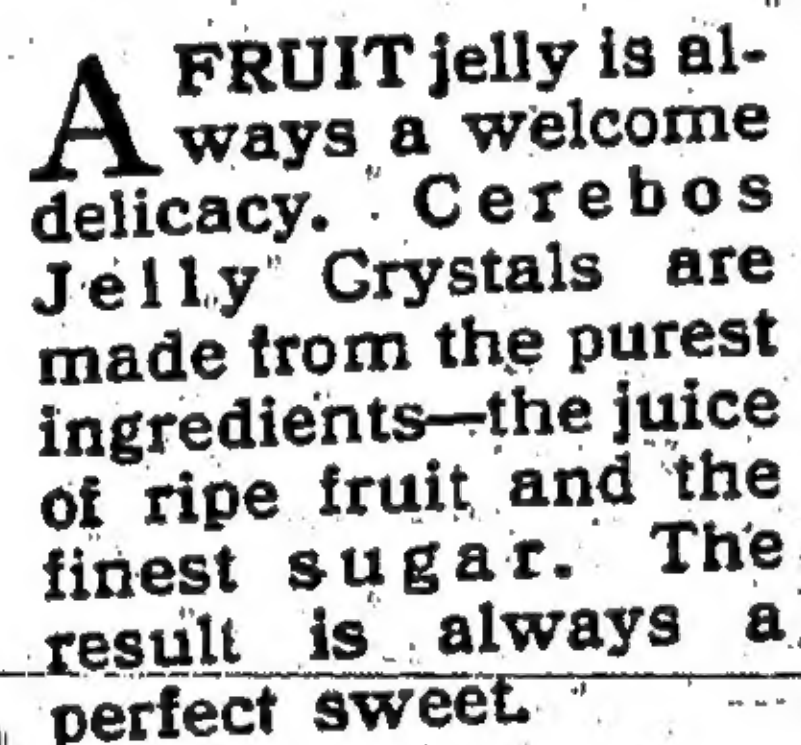 A FRUIT jelly is al-
ways a welcome
delicacy. Cerebos
Jelly Crystals are
made from the purest
ingredients—the juice
of ripe fruit and the
finest sugar. The
result is always a
perfect sweet.